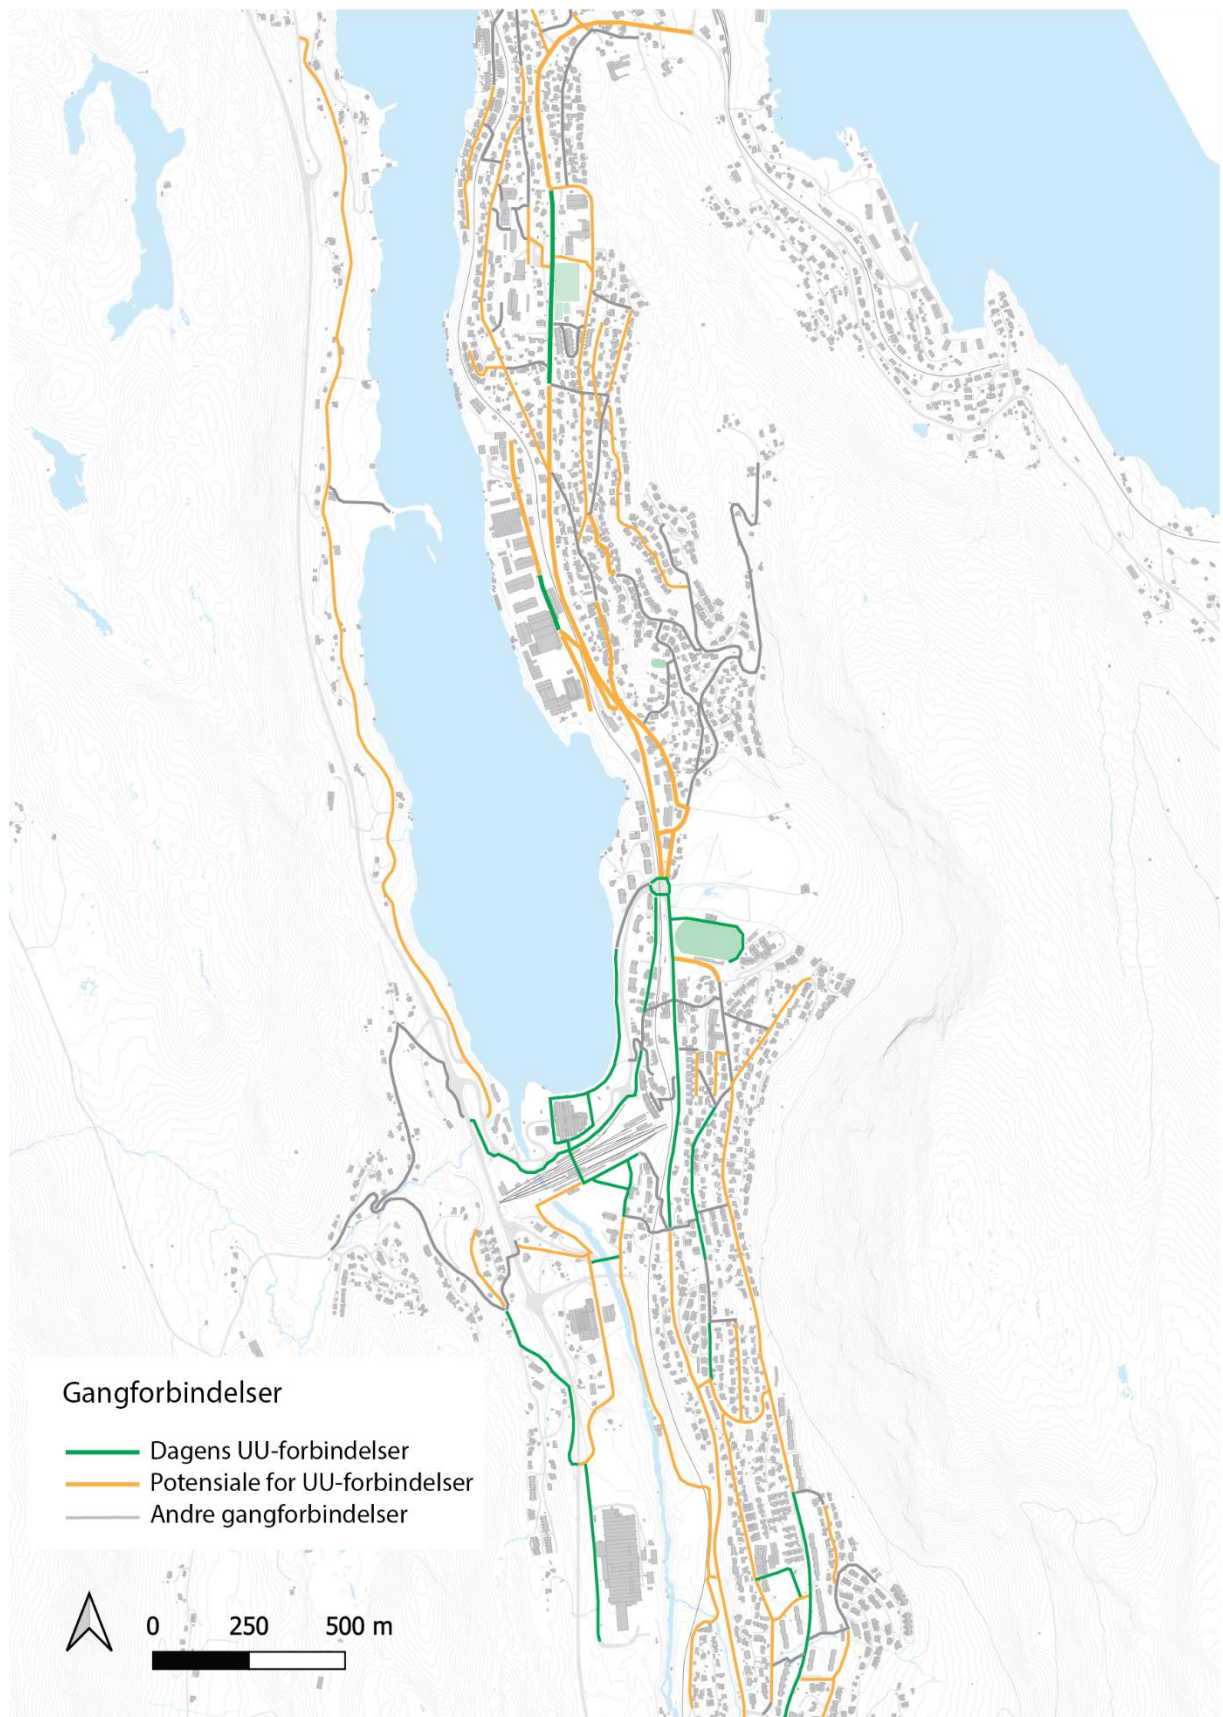 Gangforbindelser
Dagens UU-forbindelser
Potensiale for UU-forbindelser
Andre gangforbindelser
0 250 500 m